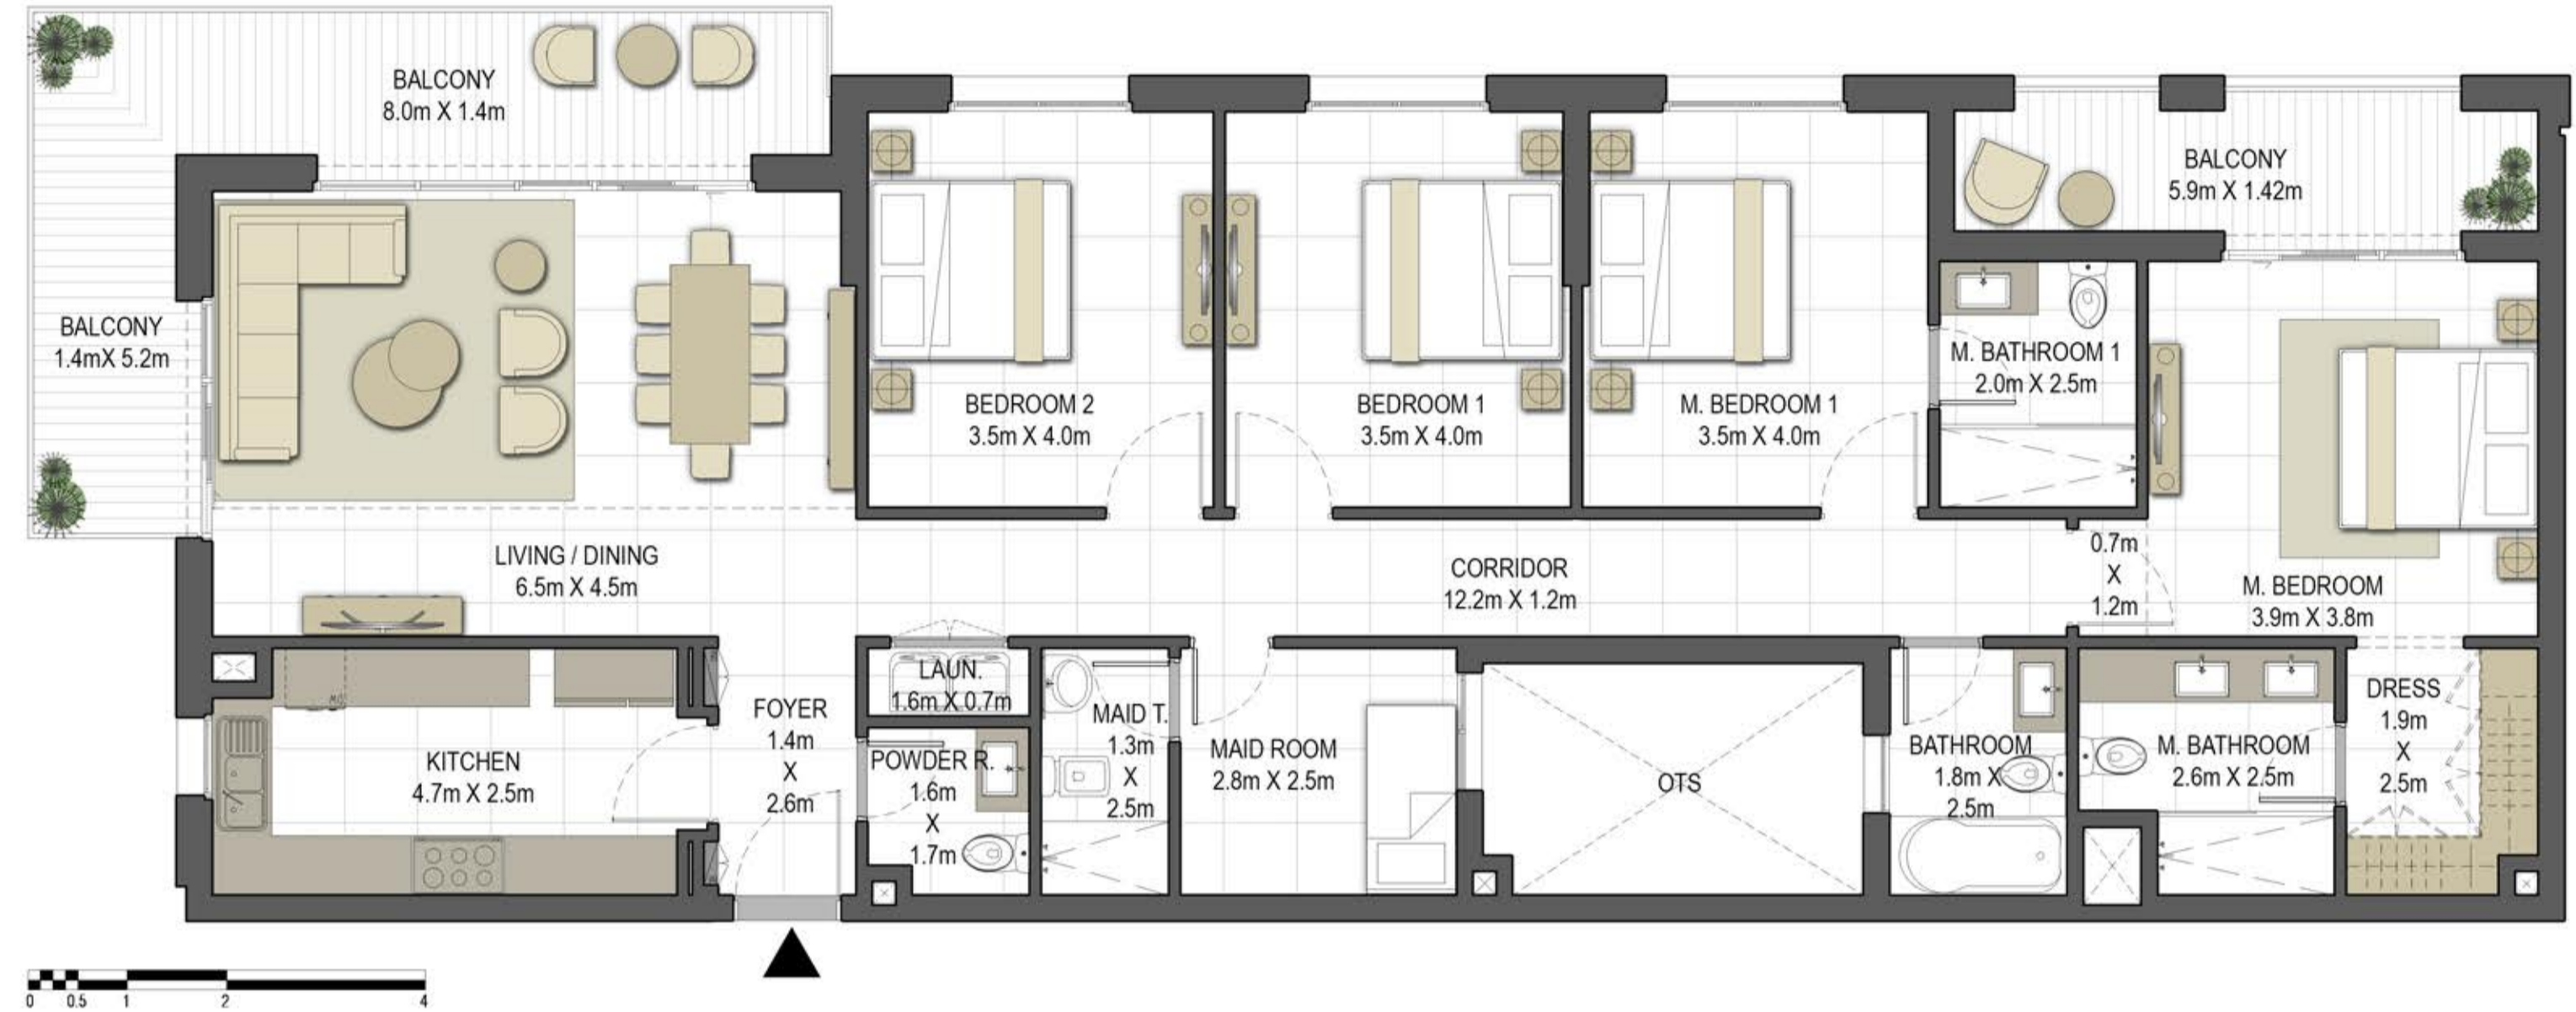 BALCONY
8.0m X 1.4m
BALCONY
5.9m X 1.42m
BALCONY
1.4mX 5.2m
BEDROOM 2
3.5m X 4.0m
BEDROOM 1
3.5m X 4.0m
M. BEDROOM 1
3.5m X 4.0m
M. BATHROOM 1
2.0m X 2.5m
LIVING / DINING
6.5m X 4.5m
CORRIDOR
12.2m X 1.2m
0.7m
X
1.2m
M. BEDROOM
3.9m X 3.8m
KITCHEN
4.7m X 2.5m
FOYER
1.4m
X
2.6m
LAUN.
1.6m X 0.7m
POWDER R.
1.6m
X
1.7m
MAID T.
1.3m
X
2.5m
MAID ROOM
2.8m X 2.5m
OTS
BATHROOM
1.8m X
2.5m
M. BATHROOM
2.6m X 2.5m
DRESS
1.9m
X
2.5m
0 0.5 1 2 4